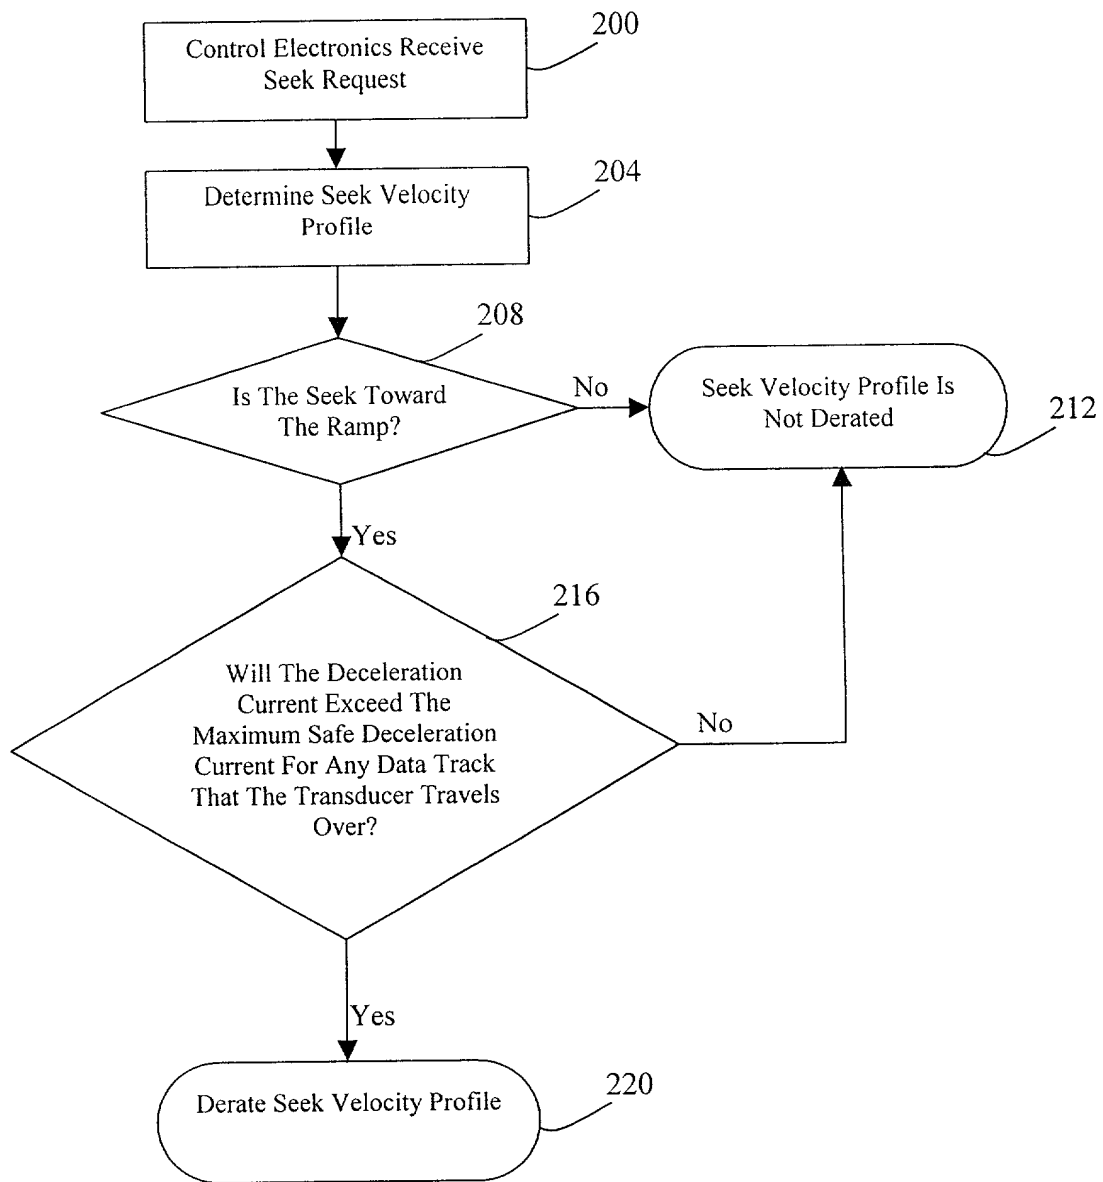 200
Control Electronics Receive
Seek Request
204
Determine Seek Velocity
Profile
208
Is The Seek Toward
The Ramp?
No
Seek Velocity Profile Is
Not Derated
212
Yes
216
Will The Deceleration
Current Exceed The
Maximum Safe Deceleration
Current For Any Data Track
That The Transducer Travels
Over?
No
Yes
Derate Seek Velocity Profile
220